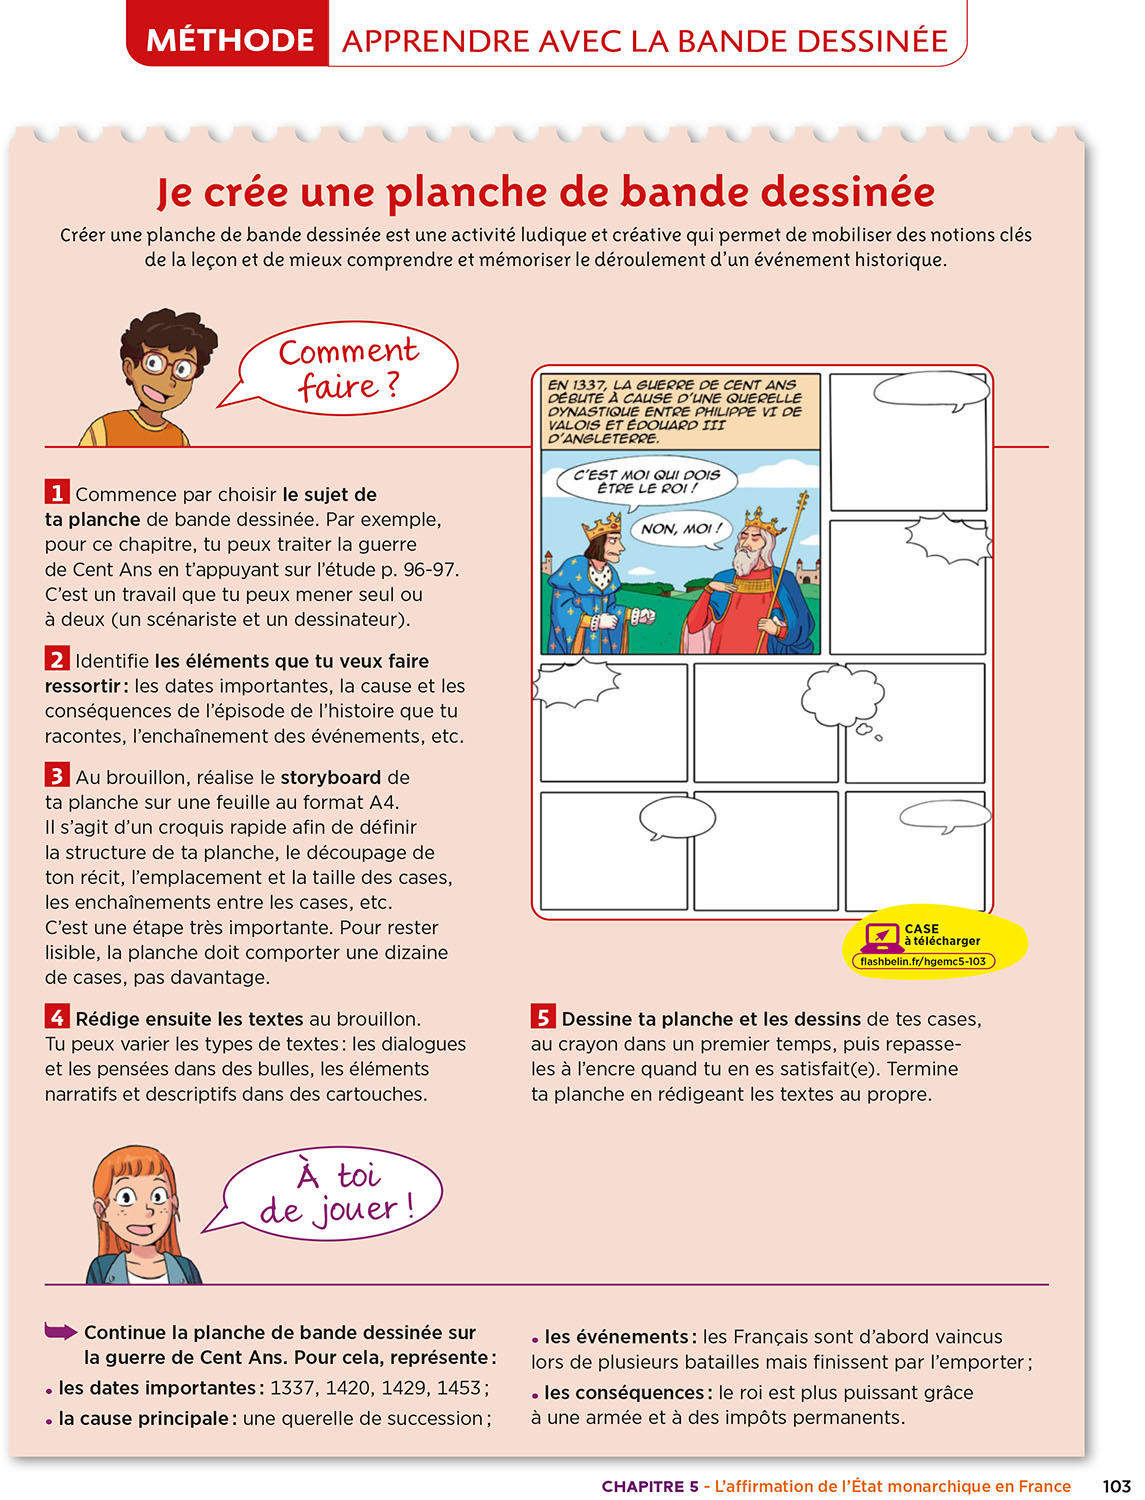 MÉTHODE APPRENDRE AVEC LA BANDE DESSINÉE
Je crée une planche de bande dessinée
Créer une planche de bande dessinée est une activité ludique et créative qui permet de mobiliser des notions clés
de la leçon et de mieux comprendre et mémoriser le déroulement d'un événement historique.
Comment
faire ?
1 Commence par choisir le sujet de
ta planche de bande dessinée. Par exemple,
pour ce chapitre, tu peux traiter la guerre
de Cent Ans en t'appuyant sur l'étude p. 96-97.
C'est un travail que tu peux mener seul ou
à deux (un scénariste et un dessinateur).
2 Identifie les éléments que tu veux faire
ressortir : les dates importantes, la cause et les
conséquences de l'épisode de l'histoire que tu
racontes, l'enchaînement des événements, etc.
3 Au brouillon, réalise le storyboard de
ta planche sur une feuille au format A4.
Il s'agit d'un croquis rapide afin de définir
la structure de ta planche, le découpage de
ton récit, l'emplacement et la taille des cases,
les enchaînements entre les cases, etc.
C'est une étape très importante. Pour rester
lisible, la planche doit comporter une dizaine
de cases, pas davantage.
4 Rédige ensuite les textes au brouillon.
Tu peux varier les types de textes : les dialogues
et les pensées dans des bulles, les éléments
narratifs et descriptifs dans des cartouches.
EN 1337, LA GUERRE DE CENT ANS
DÉBUTE À CAUSE D'UNE QUERELLE
DYNASTIQUE ENTRE PHILIPPE VI DE
VALOIS ET ÉDOUARD III
D'ANGLETERRE.
C'EST MOI QUI DOIS
ÊTRE LE ROI !
NON, MOI !
CASE
à télécharger
flashbelin.fr/hgemc5-103
5 Dessine ta planche et les dessins de tes cases,
au crayon dans un premier temps, puis repasse-
les à l'encre quand tu en es satisfait(e). Termine
ta planche en rédigeant les textes au propre.
À toi
de jouer !
Continue la planche de bande dessinée sur
la guerre de Cent Ans. Pour cela, représente :
• les dates importantes : 1337, 1420, 1429, 1453 ;
• la cause principale : une querelle de succession ;
• les événements : les Français sont d'abord vaincus
lors de plusieurs batailles mais finissent par l'emporter ;
• les conséquences : le roi est plus puissant grâce
à une armée et à des impôts permanents.
CHAPITRE 5 - L'affirmation de l'État monarchique en France 103